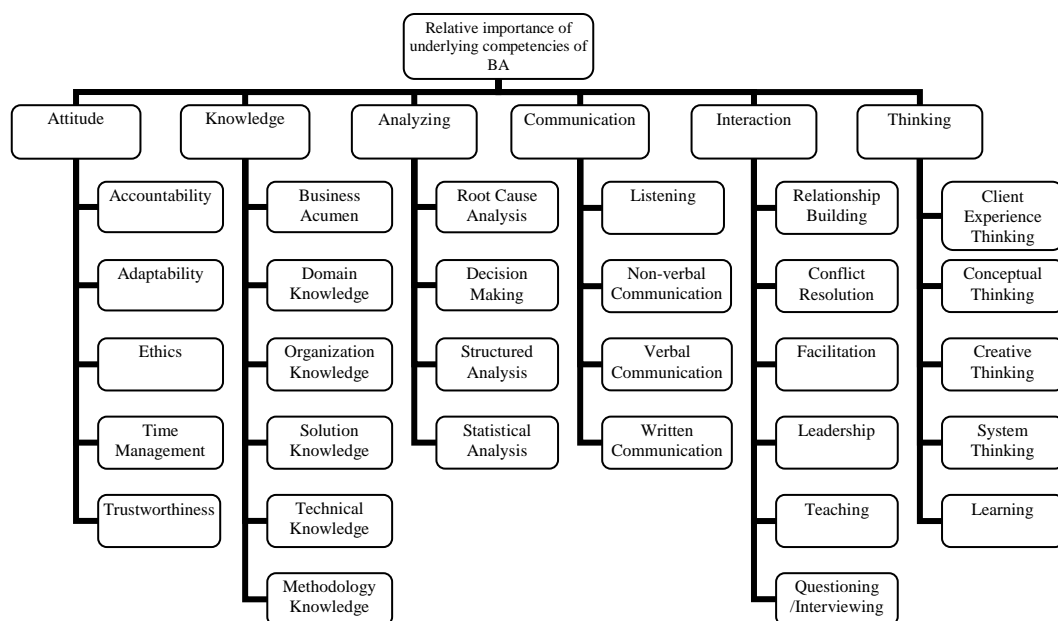 Relative importance of
underlying competencies of
BA
Attitude
Knowledge
Analyzing
Communication
Interaction
Thinking
Accountability
Adaptability
Ethics
Time
Management
Trustworthiness
Business
Acumen
Domain
Knowledge
Organization
Knowledge
Solution
Knowledge
Technical
Knowledge
Methodology
Knowledge
Root Cause
Analysis
Decision
Making
Structured
Analysis
Statistical
Analysis
Listening
Non-verbal
Communication
Verbal
Communication
Written
Communication
Relationship
Building
Conflict
Resolution
Facilitation
Leadership
Teaching
Questioning
/Interviewing
Client
Experience
Thinking
Conceptual
Thinking
Creative
Thinking
System
Thinking
Learning